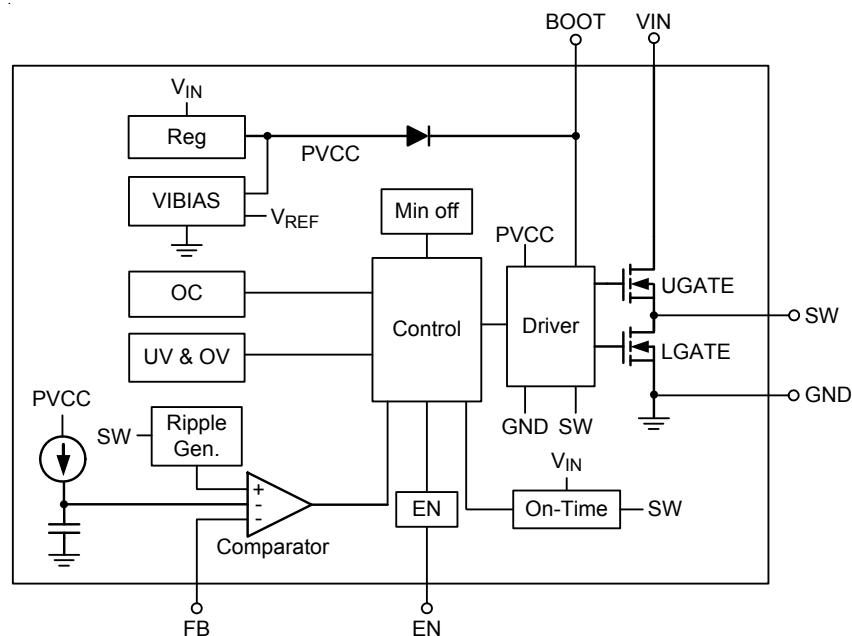 BOOT VIN
VIN
Reg
PVCC
VIBIAS
VREF
Min off
PVCC
OC
Control
Driver
UGATE
SW
UV & OV
LGATE
PVCC
GND
SW
Ripple
Gen.
GND SW
VIN
+
-
-
EN
On-Time
SW
Comparator
FB
EN